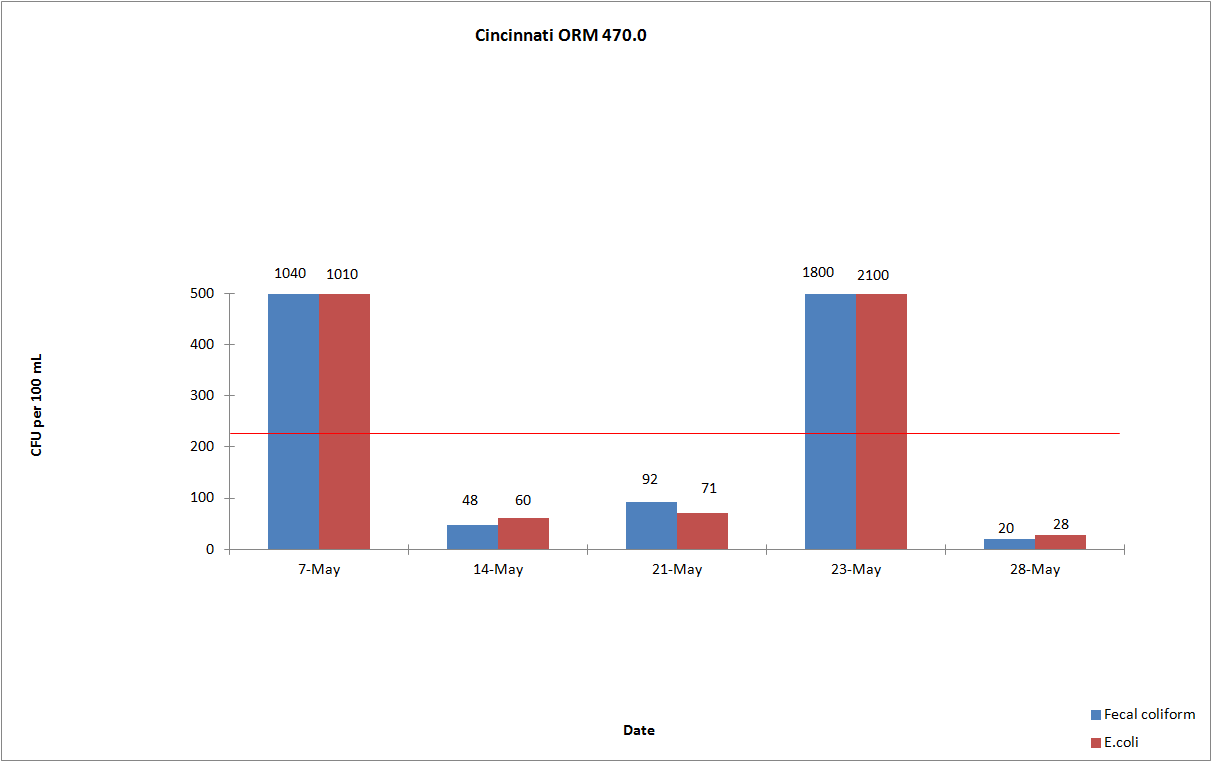 Cincinnati ORM 470.0
1040 1010 1800 2100
500
400
300
CFU per 100 mL
200
48 60 92 71
100
20 28
0
7-May 14-May 21-May 23-May 28-May
Date
Fecal coliform
E.coli